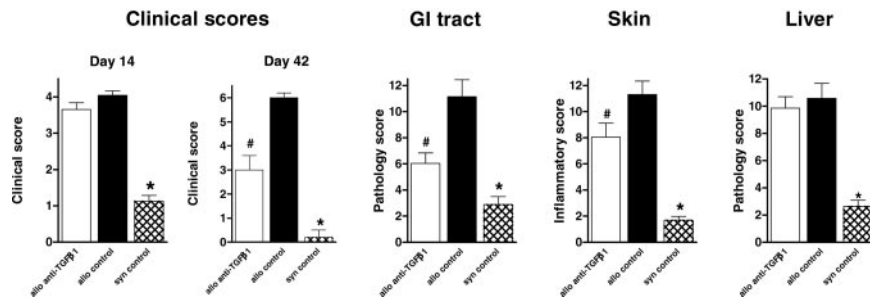 Clinical scores
GI tract
Skin
Liver
Day 14
Day 42
Clinical score
4
3
2
1
0
*
allo anti-TGFβ1
allo control
syn control
Clinical score
6
5
4
3
2
1
0
#
*
allo anti-TGFβ1
allo control
syn control
Pathology score
12
10
8
6
4
2
0
#
*
allo anti-TGFβ1
allo control
syn control
Inflammatory score
12
10
8
6
4
2
0
#
*
allo anti-TGFβ1
allo control
syn control
Pathology score
12
10
8
6
4
2
0
*
allo anti-TGFβ1
allo control
syn control